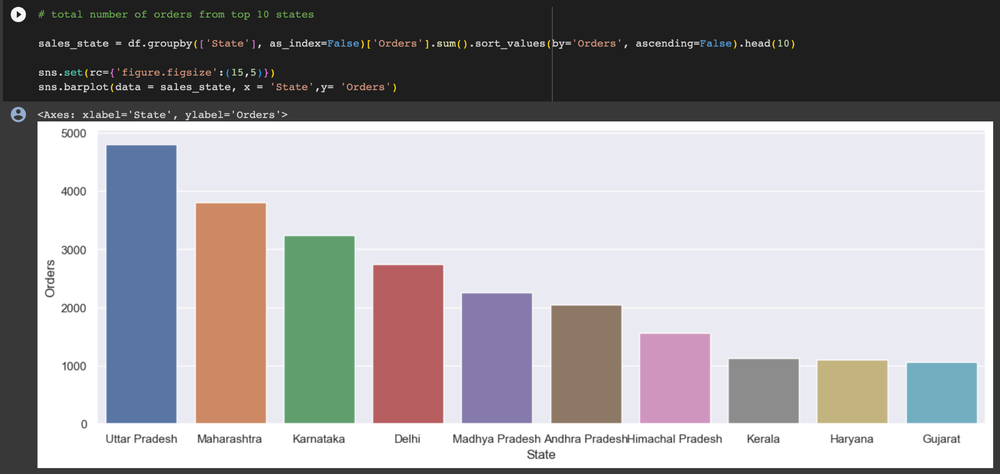 # total number of orders from top 10 states
sales_state = df.groupby(['State'], as_index=False)['Orders'].sum().sort_values(by='Orders', ascending=False).head(10)
sns.set(rc={'figure.figsize':(15,5)})
sns.barplot(data = sales_state, x = 'State',y= 'Orders')
<Axes: xlabel='State', ylabel='Orders'>
5000
4000
3000
2000
1000
0
Orders
Uttar Pradesh Maharashtra Karnataka Delhi Madhya Pradesh Andhra Pradesh Himachal Pradesh Kerala Haryana Gujarat
State